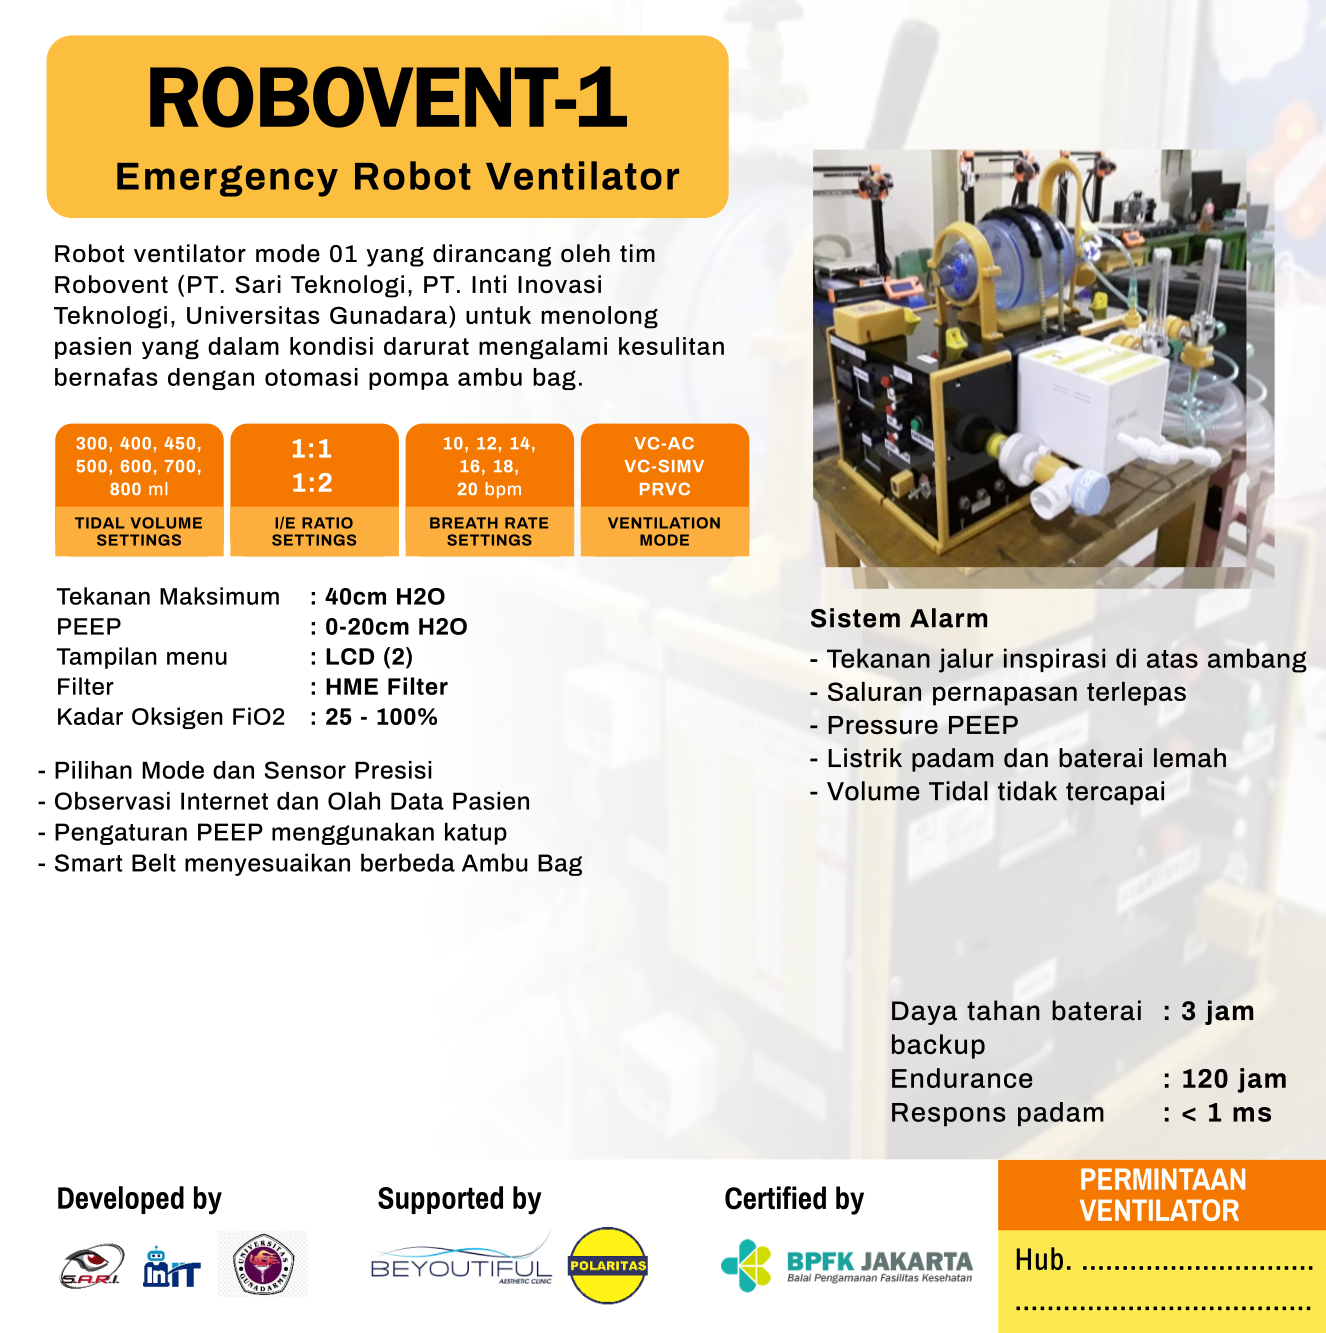 ROBOVENT-1
Emergency Robot Ventilator
Robot ventilator mode 01 yang dirancang oleh tim
Robovent (PT. Sari Teknologi, PT. Inti Inovasi
Teknologi, Universitas Gunadara) untuk menolong
pasien yang dalam kondisi darurat mengalami kesulitan
bernafas dengan otomasi pompa ambu bag.
300, 400, 450,
500, 600, 700,
800 ml
TIDAL VOLUME
SETTINGS
1:1
1:2
I/E RATIO
SETTINGS
10, 12, 14,
16, 18,
20 bpm
BREATH RATE
SETTINGS
VC-AC
VC-SIMV
PRVC
VENTILATION
MODE
Tekanan Maksimum : 40cm H2O
PEEP : 0-20cm H2O
Tampilan menu : LCD (2)
Filter : HME Filter
Kadar Oksigen FiO2 : 25 - 100%
- Pilihan Mode dan Sensor Presisi
- Observasi Internet dan Olah Data Pasien
- Pengaturan PEEP menggunakan katup
- Smart Belt menyesuaikan berbeda Ambu Bag
Sistem Alarm
- Tekanan jalur inspirasi di atas ambang
- Saluran pernapasan terlepas
- Pressure PEEP
- Listrik padam dan baterai lemah
- Volume Tidal tidak tercapai
Daya tahan baterai : 3 jam
backup
Endurance : 120 jam
Respons padam : < 1 ms
Developed by
S.A.R.I.
IIIT
UNIVERSITAS
GUNADARMA
Supported by
BEYOUTIFUL
AESTHETIC CLINIC
POLARITAS
Certified by
BPFK JAKARTA
Balai Pengamanan Fasilitas Kesehatan
PERMINTAAN
VENTILATOR
Hub. .............................
.....................................